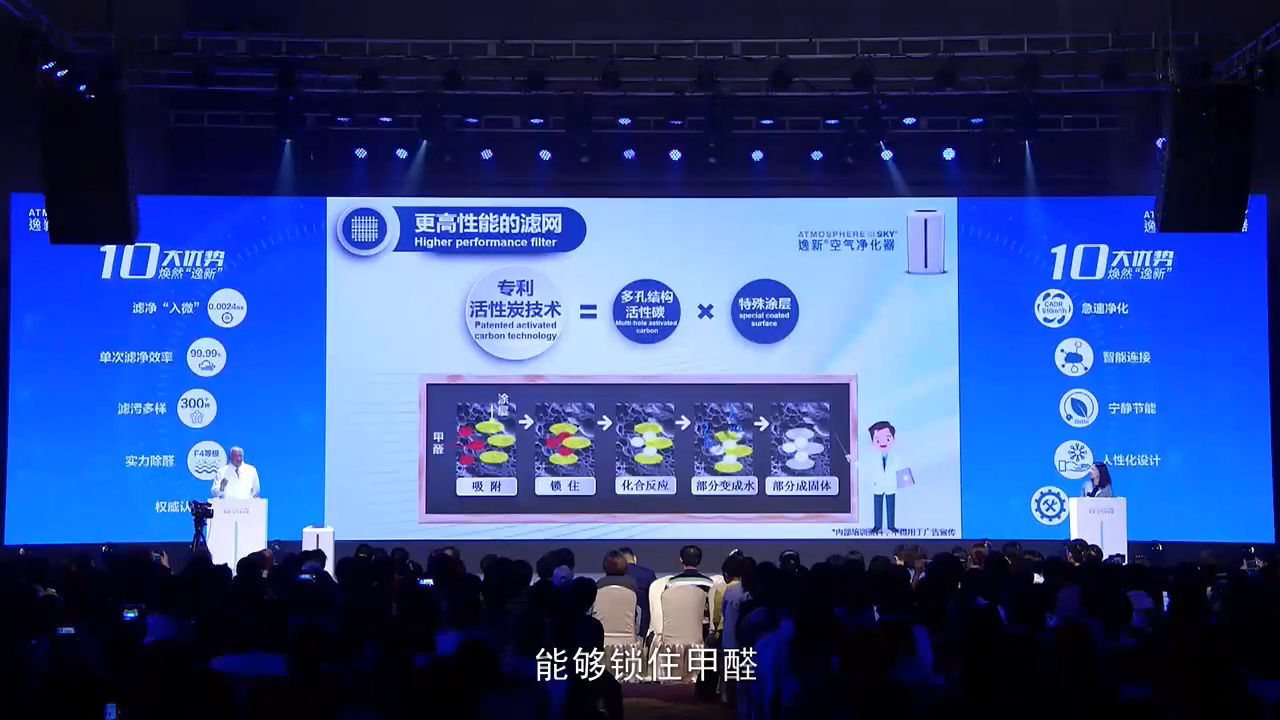 更高性能的滤网
Higher performance filter
ATMOSPHERE SKY
逸新®空气净化器
专利
活性炭技术
Patented activated
carbon technology
=
多孔结构
活性碳
Multi-hole activated
carbon
×
特殊涂层
special coated
surface
10大优势
焕然“逸新”
滤净“入微”
0.0024
单次滤净效率
99.99%
滤污多样
300
实力除醛
F4等级
权威认
10大优势
焕然“逸新”
CADR
急速净化
智能连接
宁静节能
人性化设计
涂层
甲醛
吸附
锁住
化合反应
部分变成水
部分成固体
能够锁住甲醛